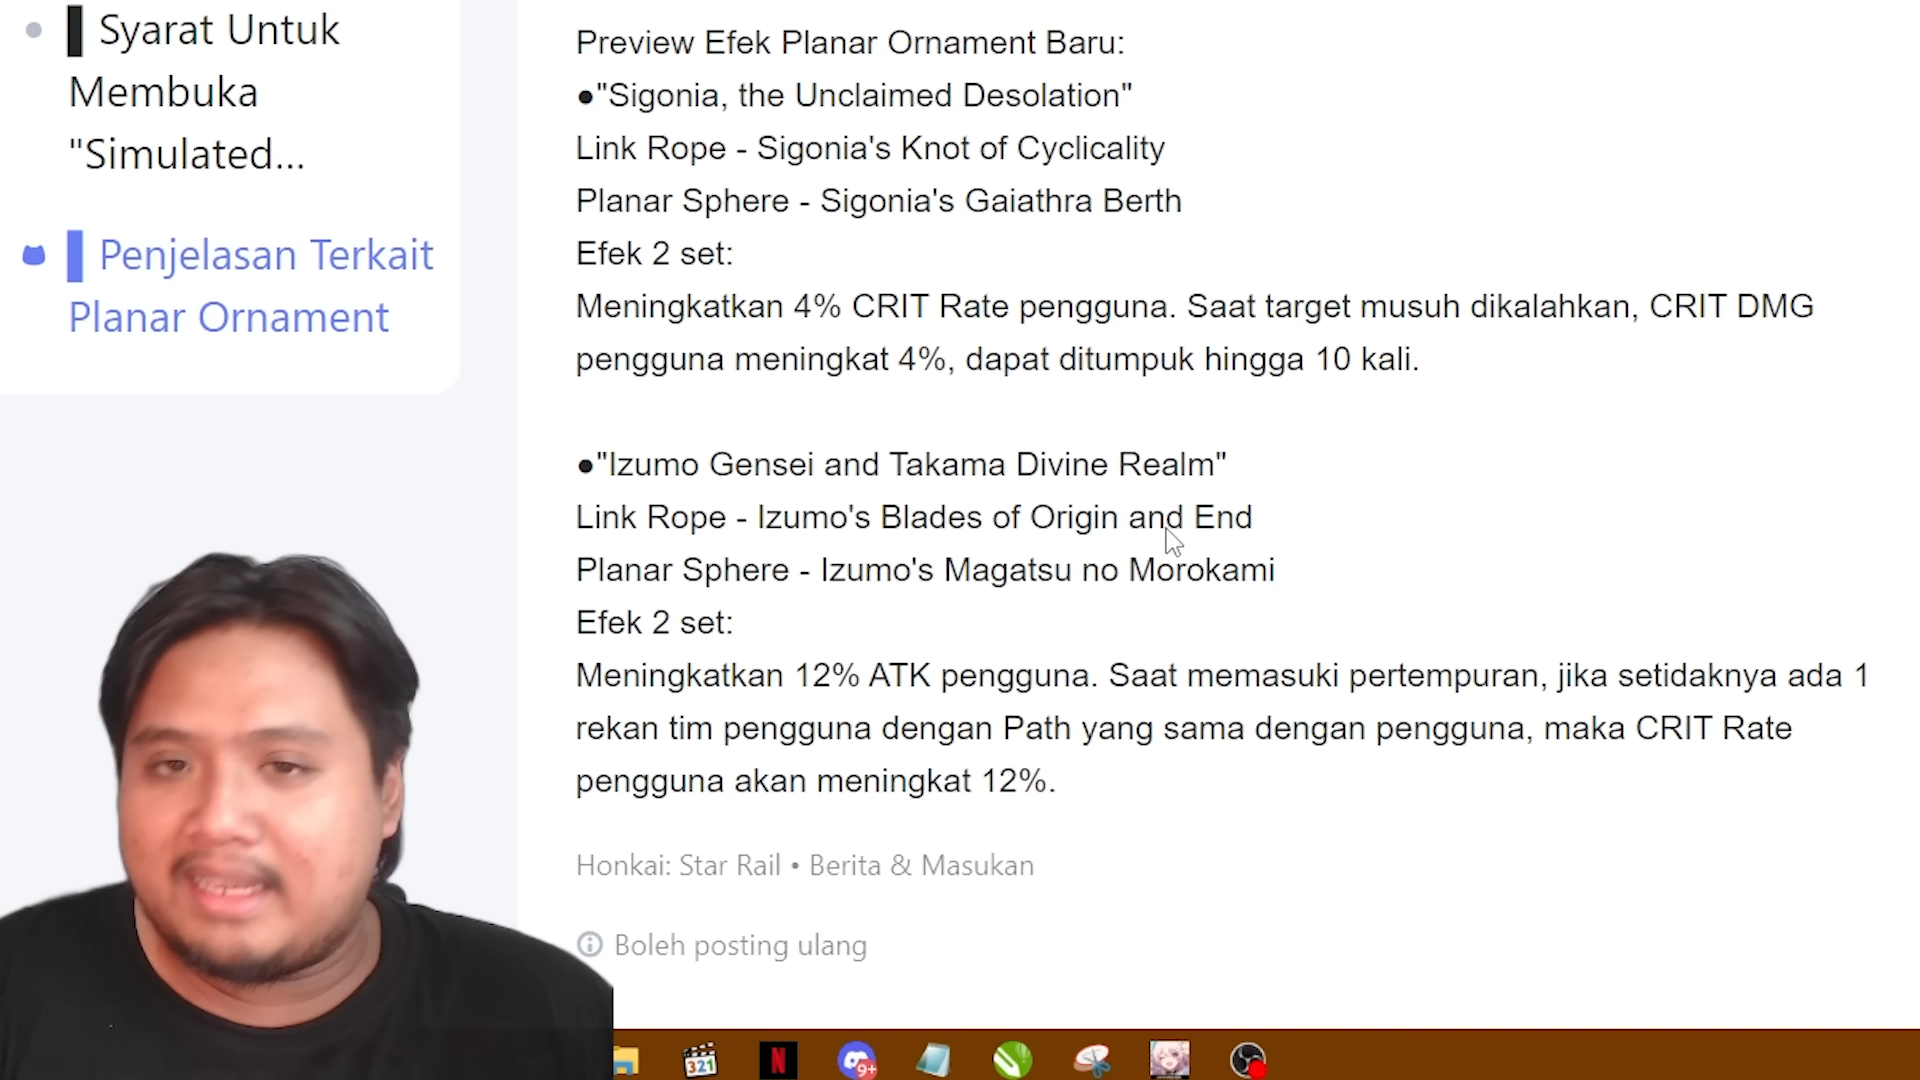 ▌Syarat Untuk
Membuka
"Simulated...
▌Penjelasan Terkait
Planar Ornament
Preview Efek Planar Ornament Baru:
●"Sigonia, the Unclaimed Desolation"
Link Rope - Sigonia's Knot of Cyclicality
Planar Sphere - Sigonia's Gaiathra Berth
Efek 2 set:
Meningkatkan 4% CRIT Rate pengguna. Saat target musuh dikalahkan, CRIT DMG
pengguna meningkat 4%, dapat ditumpuk hingga 10 kali.
●"Izumo Gensei and Takama Divine Realm"
Link Rope - Izumo's Blades of Origin and End
Planar Sphere - Izumo's Magatsu no Morokami
Efek 2 set:
Meningkatkan 12% ATK pengguna. Saat memasuki pertempuran, jika setidaknya ada 1
rekan tim pengguna dengan Path yang sama dengan pengguna, maka CRIT Rate
pengguna akan meningkat 12%.
Honkai: Star Rail • Berita & Masukan
Boleh posting ulang
321
N
9+